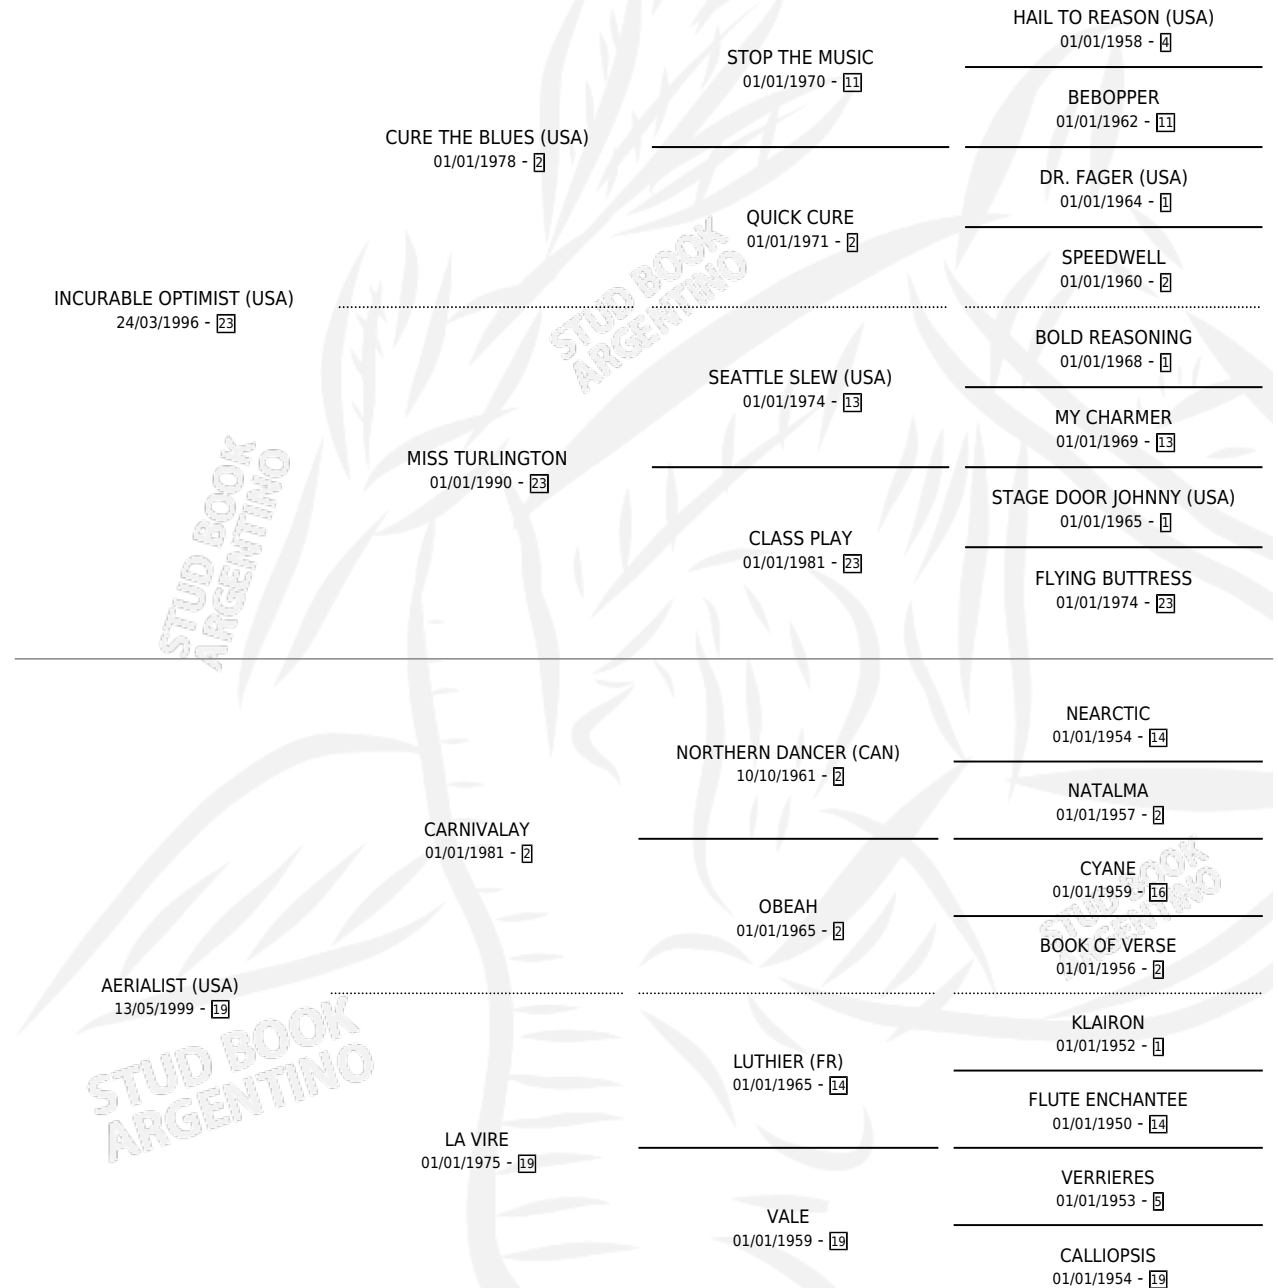 HAIL TO REASON (USA)
01/01/1958 - 4
STOP THE MUSIC
01/01/1970 - 11
BEBOPPER
01/01/1962 - 11
CURE THE BLUES (USA)
01/01/1978 - 2
DR. FAGER (USA)
01/01/1964 - 1
QUICK CURE
01/01/1971 - 2
SPEEDWELL
01/01/1960 - 2
INCURABLE OPTIMIST (USA)
24/03/1996 - 23
BOLD REASONING
01/01/1968 - 1
SEATTLE SLEW (USA)
01/01/1974 - 13
MY CHARMER
01/01/1969 - 13
MISS TURLINGTON
01/01/1990 - 23
STAGE DOOR JOHNNY (USA)
01/01/1965 - 1
CLASS PLAY
01/01/1981 - 23
FLYING BUTTRESS
01/01/1974 - 23
NEARCTIC
01/01/1954 - 14
NORTHERN DANCER (CAN)
10/10/1961 - 2
NATALMA
01/01/1957 - 2
CARNIVALAY
01/01/1981 - 2
CYANE
01/01/1959 - 16
OBEAH
01/01/1965 - 2
BOOK OF VERSE
01/01/1956 - 2
AERIALIST (USA)
13/05/1999 - 19
KLAIRON
01/01/1952 - 1
LUTHIER (FR)
01/01/1965 - 14
FLUTE ENCHANTEE
01/01/1950 - 14
LA VIRE
01/01/1975 - 19
VERRIERES
01/01/1953 - 5
VALE
01/01/1959 - 19
CALLIOPSIS
01/01/1954 - 19
STUD BOOK
ARGENTINO
STUD BOOK
ARGENTINO
STUD BOOK
ARGENTINO
STUD BOOK
ARGENTINO